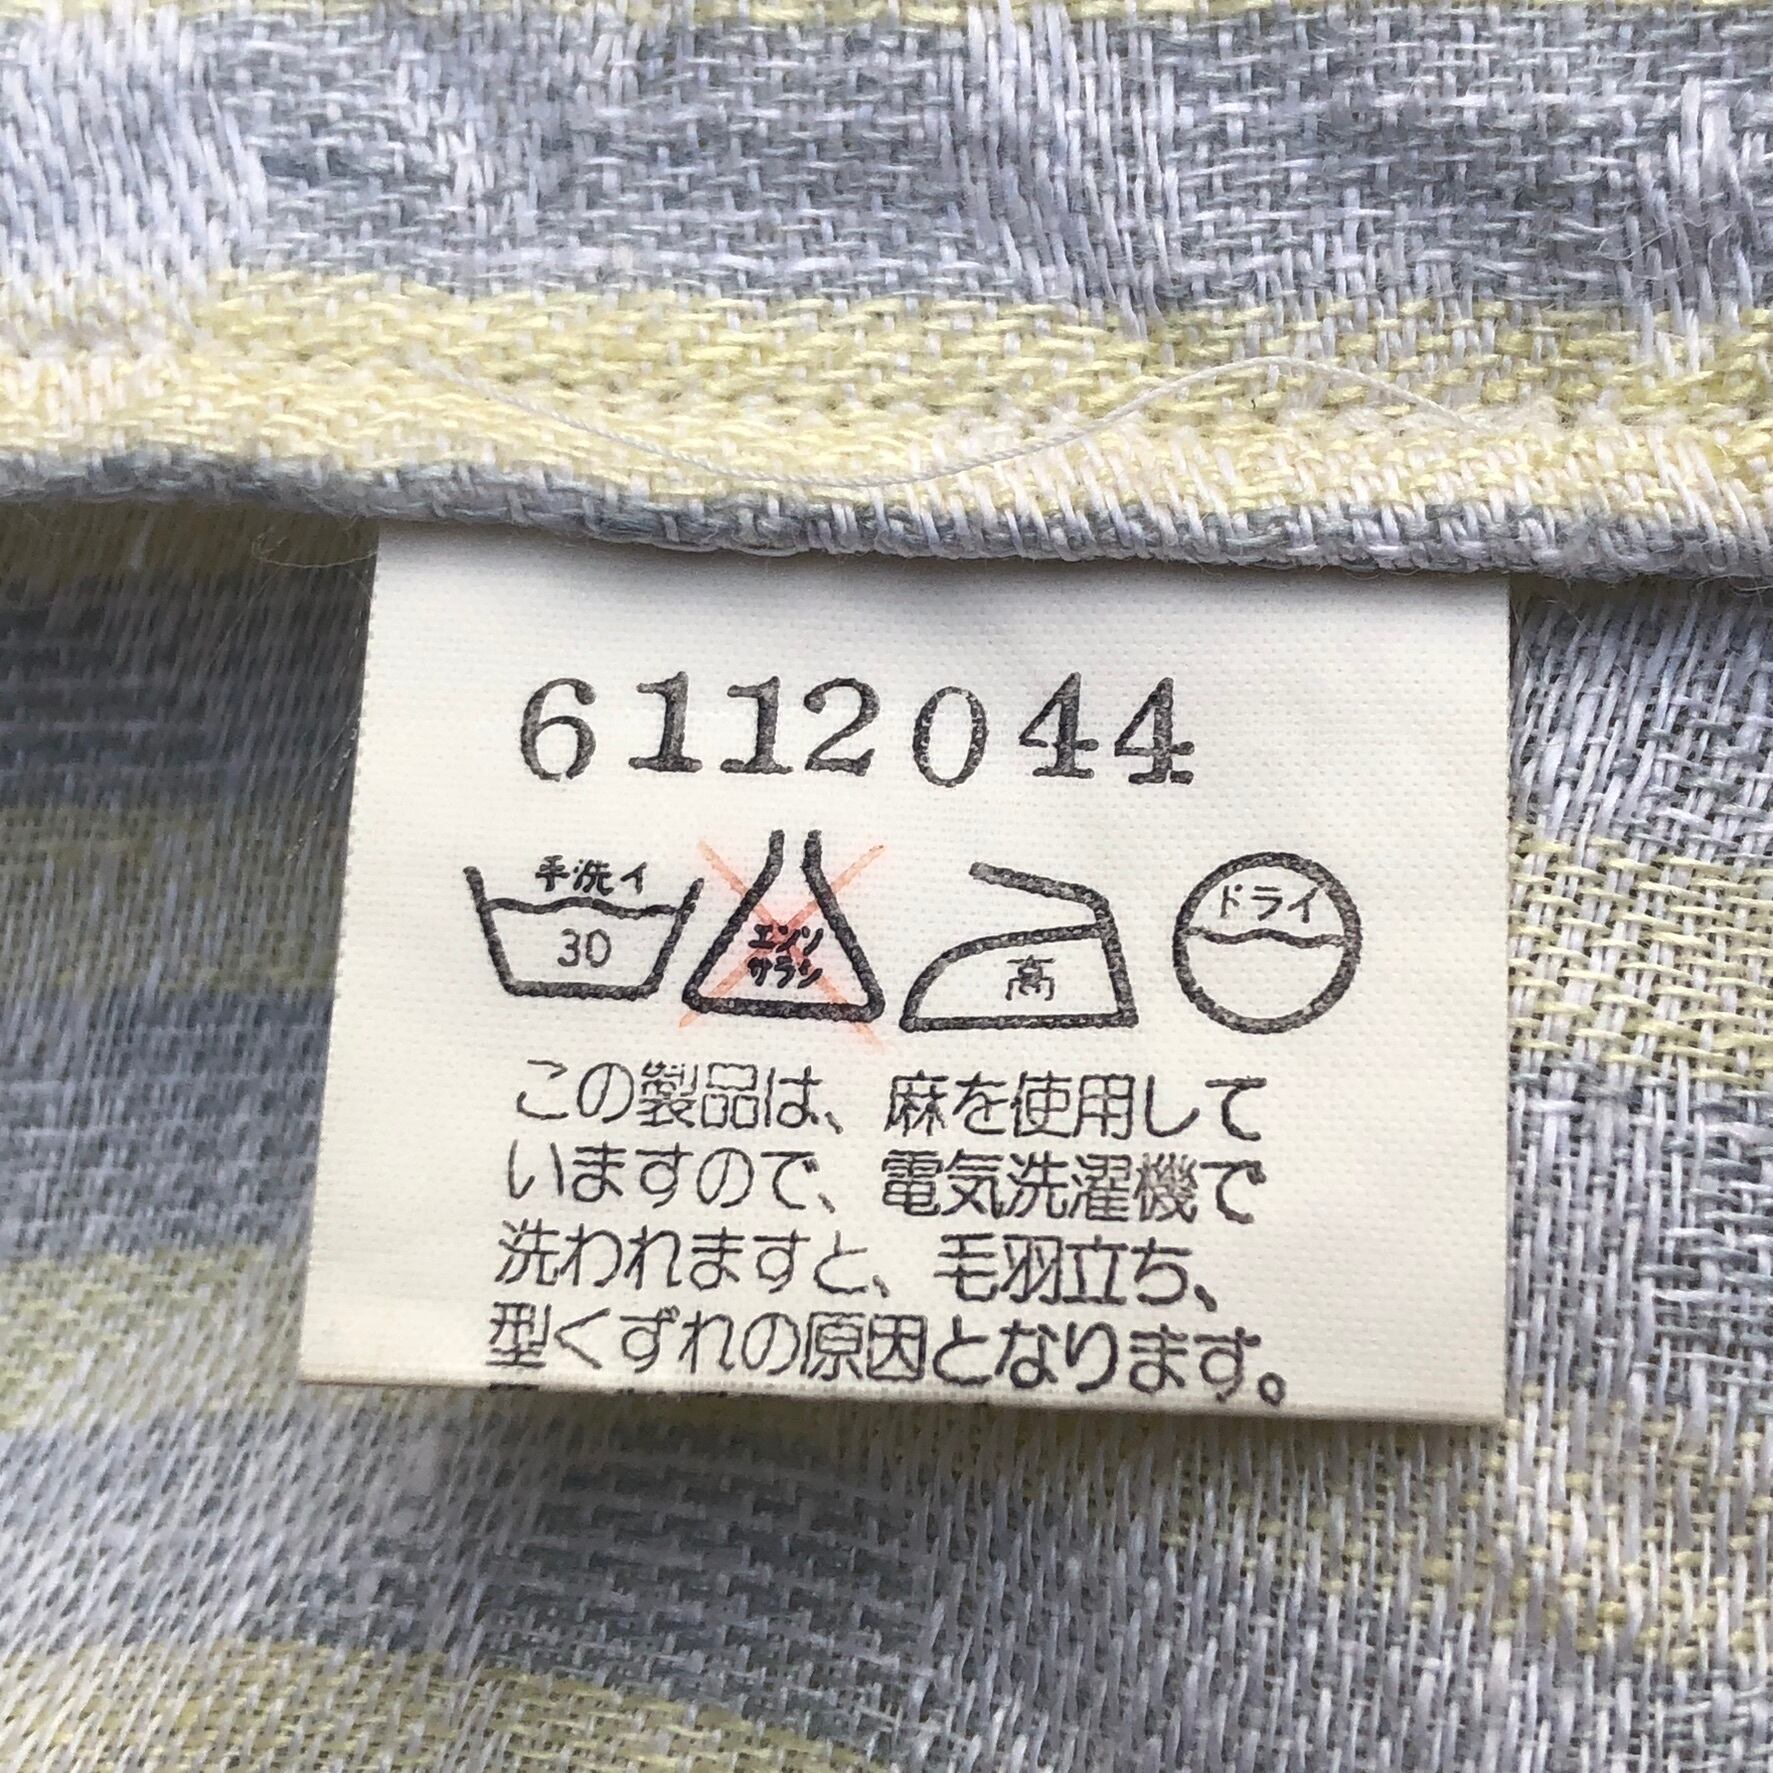 6112044
手洗イ
30
エンソ
サラシ
高
ドライ
この製品は、麻を使用して
いますので、電気洗濯機で
洗われますと、毛羽立ち、
型くずれの原因となります。